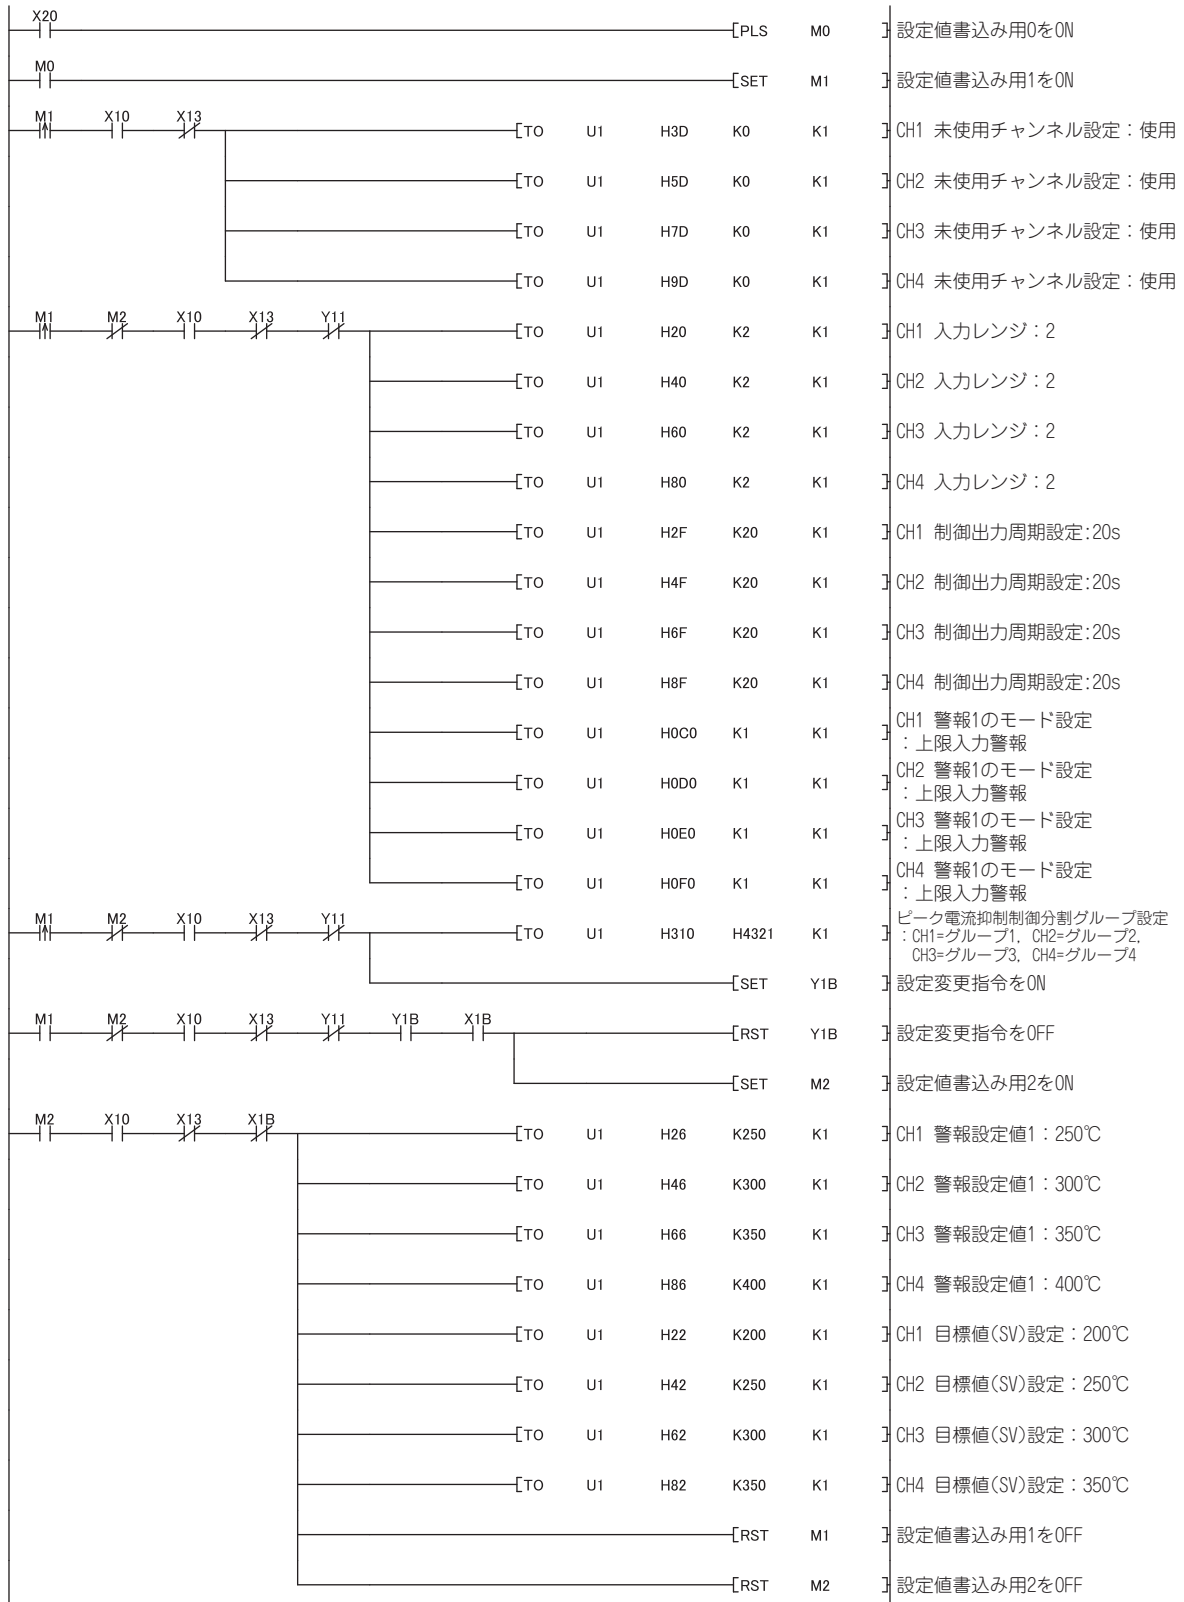 X20
[PLS M0 ] 設定値書込み用0をON
M0
[SET M1 ] 設定値書込み用1をON
M1 X10 X13
[TO U1 H3D K0 K1 ] CH1 未使用チャンネル設定：使用
[TO U1 H5D K0 K1 ] CH2 未使用チャンネル設定：使用
[TO U1 H7D K0 K1 ] CH3 未使用チャンネル設定：使用
[TO U1 H9D K0 K1 ] CH4 未使用チャンネル設定：使用
M1 M2 X10 X13 Y11
[TO U1 H20 K2 K1 ] CH1 入力レンジ：2
[TO U1 H40 K2 K1 ] CH2 入力レンジ：2
[TO U1 H60 K2 K1 ] CH3 入力レンジ：2
[TO U1 H80 K2 K1 ] CH4 入力レンジ：2
[TO U1 H2F K20 K1 ] CH1 制御出力周期設定:20s
[TO U1 H4F K20 K1 ] CH2 制御出力周期設定:20s
[TO U1 H6F K20 K1 ] CH3 制御出力周期設定:20s
[TO U1 H8F K20 K1 ] CH4 制御出力周期設定:20s
[TO U1 H0C0 K1 K1 ] CH1 警報1のモード設定
：上限入力警報
[TO U1 H0D0 K1 K1 ] CH2 警報1のモード設定
：上限入力警報
[TO U1 H0E0 K1 K1 ] CH3 警報1のモード設定
：上限入力警報
[TO U1 H0F0 K1 K1 ] CH4 警報1のモード設定
：上限入力警報
M1 M2 X10 X13 Y11
[TO U1 H310 H4321 K1 ] ピーク電流抑制制御分割グループ設定
：CH1=グループ1, CH2=グループ2,
CH3=グループ3, CH4=グループ4
[SET Y1B ] 設定変更指令をON
M1 M2 X10 X13 Y11 Y1B X1B
[RST Y1B ] 設定変更指令をOFF
[SET M2 ] 設定値書込み用2をON
M2 X10 X13 X1B
[TO U1 H26 K250 K1 ] CH1 警報設定値1：250℃
[TO U1 H46 K300 K1 ] CH2 警報設定値1：300℃
[TO U1 H66 K350 K1 ] CH3 警報設定値1：350℃
[TO U1 H86 K400 K1 ] CH4 警報設定値1：400℃
[TO U1 H22 K200 K1 ] CH1 目標値(SV)設定：200℃
[TO U1 H42 K250 K1 ] CH2 目標値(SV)設定：250℃
[TO U1 H62 K300 K1 ] CH3 目標値(SV)設定：300℃
[TO U1 H82 K350 K1 ] CH4 目標値(SV)設定：350℃
[RST M1 ] 設定値書込み用1をOFF
[RST M2 ] 設定値書込み用2をOFF